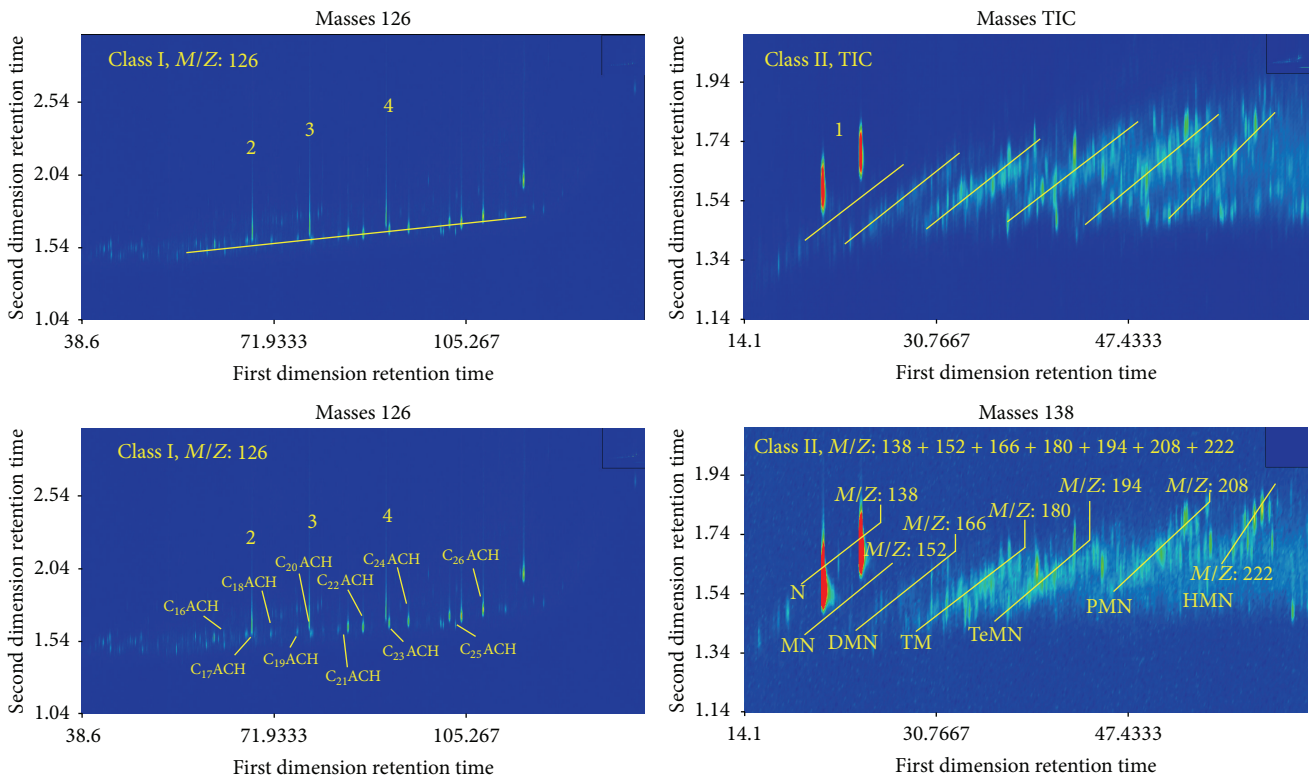 Masses 126
Class I, M/Z: 126
2
3
4
Second dimension retention time
2.54
2.04
1.54
1.04
38.6
71.9333
105.267
First dimension retention time
Masses TIC
Class II, TIC
1
Second dimension retention time
1.94
1.74
1.54
1.34
1.14
14.1
30.7667
47.4333
First dimension retention time
Masses 126
Class I, M/Z: 126
2
3
4
C₁₆ACH
C₁₇ACH
C₁₈ACH
C₁₉ACH
C₂₀ACH
C₂₁ACH
C₂₂ACH
C₂₃ACH
C₂₄ACH
C₂₅ACH
C₂₆ACH
Second dimension retention time
2.54
2.04
1.54
1.04
38.6
71.9333
105.267
First dimension retention time
Masses 138
Class II, M/Z: 138 + 152 + 166 + 180 + 194 + 208 + 222
M/Z: 138
M/Z: 152
M/Z: 166
M/Z: 180
M/Z: 194
M/Z: 208
M/Z: 222
N
MN
DMN
TM
TeMN
PMN
HMN
Second dimension retention time
1.94
1.74
1.54
1.34
1.14
14.1
30.7667
47.4333
First dimension retention time